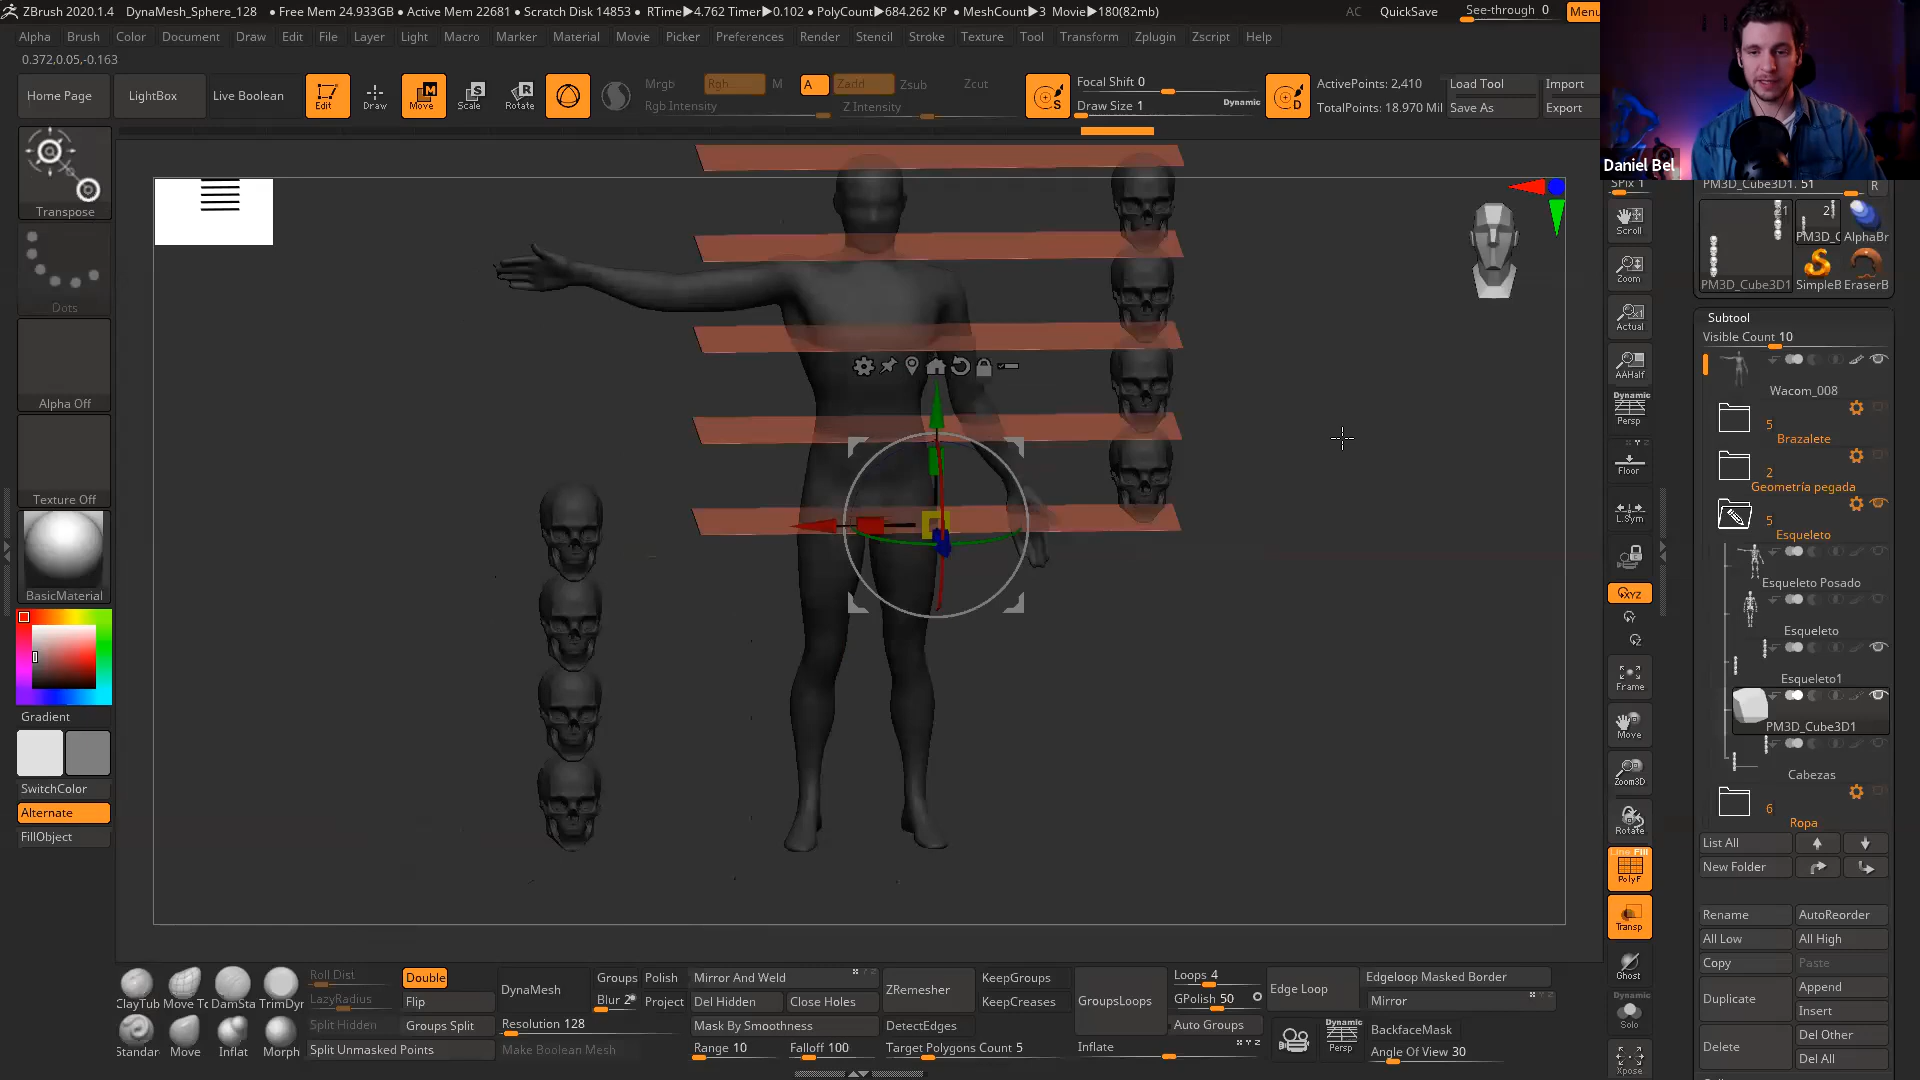 ZBrush 2020.1.4 DynaMesh_Sphere_128 • Free Mem 24.933GB • Active Mem 22681 • Scratch Disk 14853 • RTime▶4.762 Timer▶0.102 • PolyCount▶684.262 KP • MeshCount▶3 Movie▶180(82mb) AC QuickSave See-through 0 Menu
Alpha Brush Color Document Draw Edit File Layer Light Macro Marker Material Movie Picker Preferences Render Stencil Stroke Texture Tool Transform Zplugin Zscript Help
0.372,0.05,-0.163
Home Page LightBox Live Boolean Edit Draw Move Scale Rotate
Mrgb Rgb M A Zadd Zsub Zcut
Rgb Intensity Z Intensity
Focal Shift 0
Draw Size 1 Dynamic
S D
ActivePoints: 2,410
TotalPoints: 18.970 Mil
Load Tool Import
Save As Export
Daniel Bel
Transpose
Dots
Alpha Off
Texture Off
BasicMaterial
Gradient
SwitchColor
Alternate
FillObject
SPix 1
Scroll
Zoom
Actual
AAHalf
Dynamic
Persp
Floor
L.Sym
XYZ
Frame
Move
Zoom3D
Rotate
Line Fill
PolyF
Transp
Ghost
Dynamic
Solo
Xpose
PM3D_Cube3D1. 51 R
PM3D_C AlphaBr
PM3D_Cube3D1 SimpleB EraserB
Subtool
Visible Count 10
Wacom_008
5
Brazalete
2
Geometría pegada
5
Esqueleto
Esqueleto Posado
Esqueleto
Esqueleto1
PM3D_Cube3D1
Cabezas
6
Ropa
List All
New Folder
Rename AutoReorder
All Low All High
Copy Paste
Duplicate Append
Insert
Delete Del Other
Del All
ClayTub Move To DamSta TrimDyn
Standar Move Inflat Morph
Roll Dist Double
LazyRadius Flip
Split Hidden Groups Split
Split Unmasked Points
DynaMesh Groups Polish
Blur 2 Project
Resolution 128
Make Boolean Mesh
Mirror And Weld
Del Hidden Close Holes
Mask By Smoothness
Range 10 Falloff 100
ZRemesher KeepGroups
KeepCreases
DetectEdges
Target Polygons Count 5
GroupsLoops Loops 4
GPolish 50
Auto Groups
Inflate
Edge Loop Edgeloop Masked Border
Mirror
Dynamic
Persp
BackfaceMask
Angle Of View 30